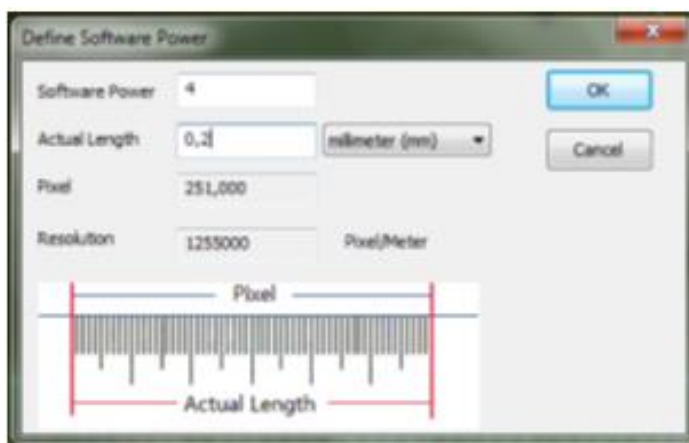 Define Software Power
Software Power 4
OK
Actual Length 0,2 millimeter (mm)
Cancel
Pixel 251,000
Resolution 1255000 Pixel/Meter
Pixel
Actual Length